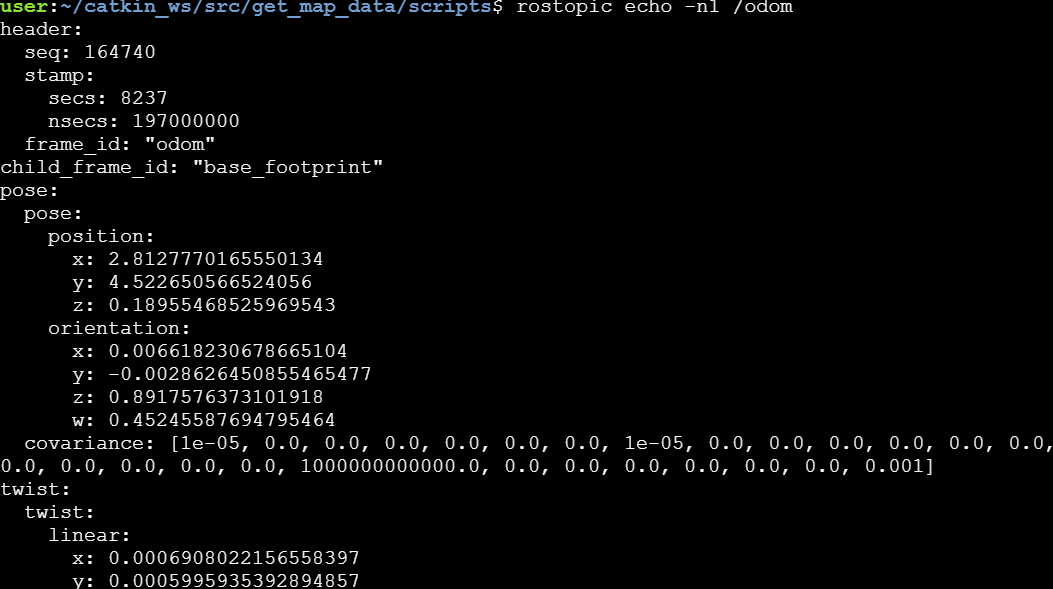 user:~/catkin_ws/src/get_map_data/scripts$ rostopic echo -n1 /odom
header:
  seq: 164740
  stamp:
    secs: 8237
    nsecs: 197000000
  frame_id: "odom"
child_frame_id: "base_footprint"
pose:
  pose:
    position:
      x: 2.8127770165550134
      y: 4.522650566524056
      z: 0.18955468525969543
    orientation:
      x: 0.006618230678665104
      y: -0.0028626450855465477
      z: 0.8917576373101918
      w: 0.45245587694795464
  covariance: [1e-05, 0.0, 0.0, 0.0, 0.0, 0.0, 0.0, 1e-05, 0.0, 0.0, 0.0, 0.0, 0.0, 0.0,
0.0, 0.0, 0.0, 0.0, 0.0, 1000000000000.0, 0.0, 0.0, 0.0, 0.0, 0.0, 0.0, 0.001]
twist:
  twist:
    linear:
      x: 0.0006908022156558397
      y: 0.0005995935392894857